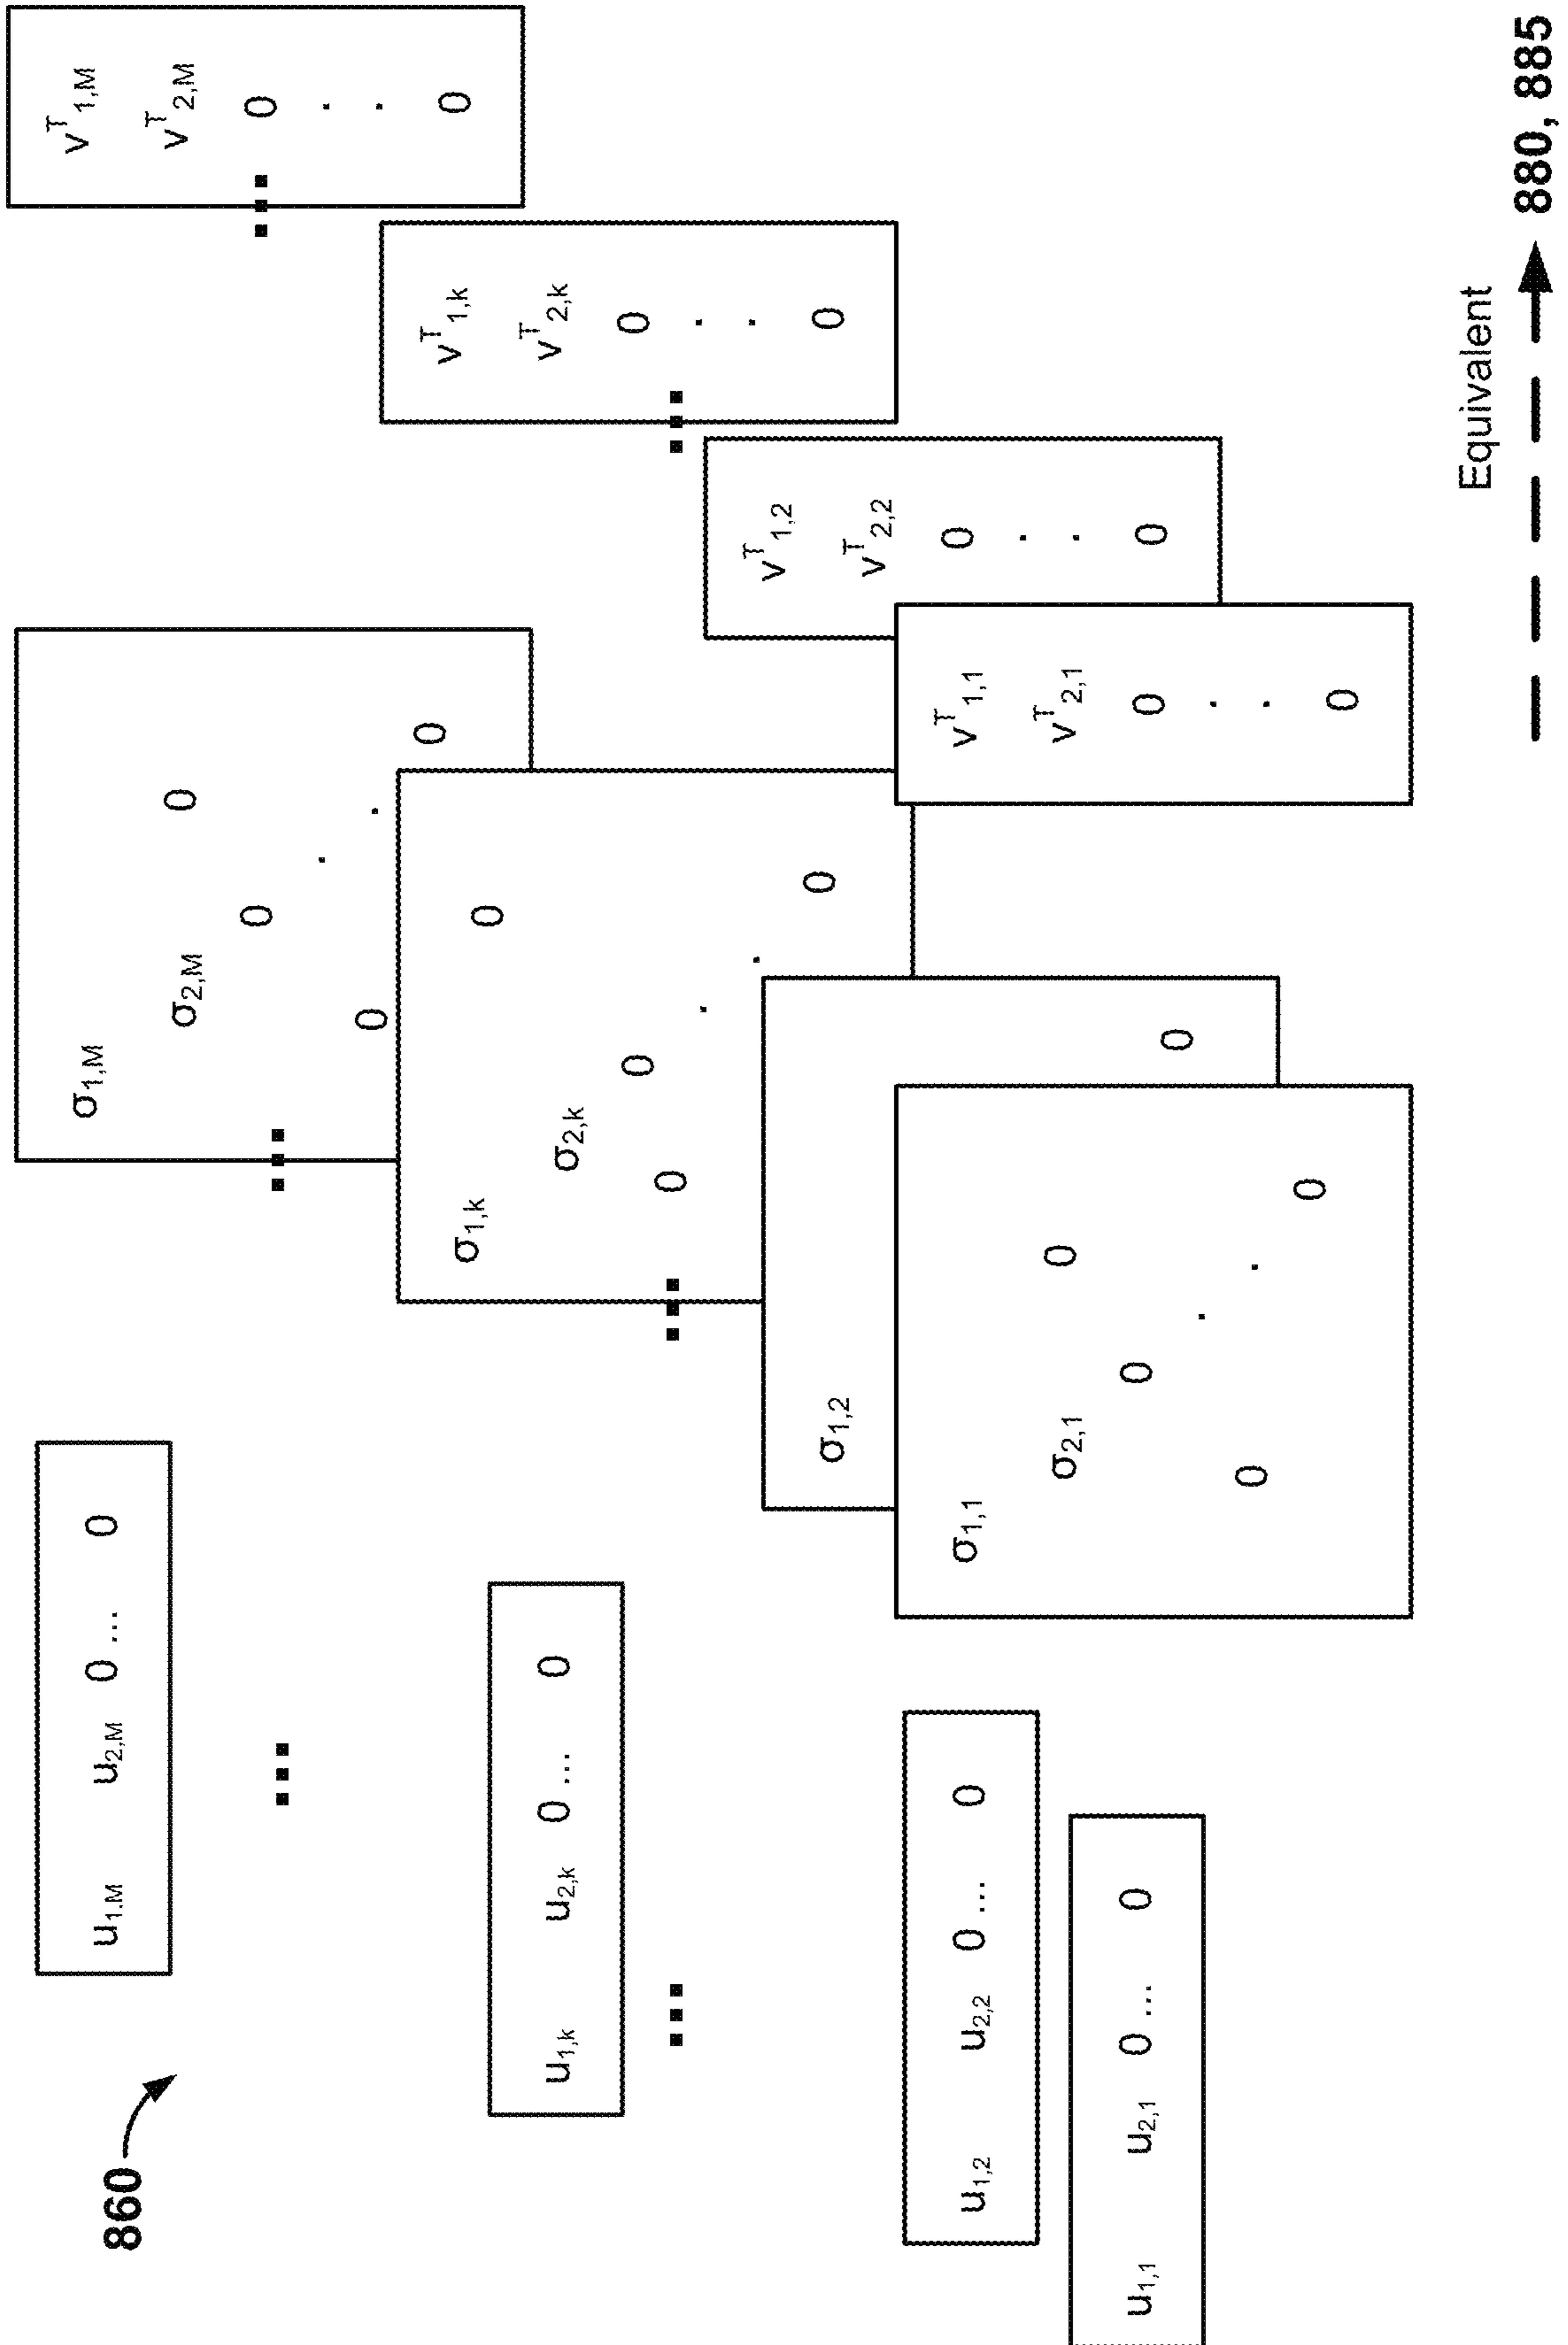 860
u1.M u2,M 0 ... 0
u1,k u2,k 0 ... 0
u1,2 u2,2 0 ... 0
u1,1 u2,1 0 ... 0
...
...
σ1,M
σ2,M 0
0
0 .
.
0
...
σ1,k 0
σ2,k
0
0
.
.
0
...
σ1,2
0
σ1,1
σ2,1 0
0
0 .
.
0
vT1,M
vT2,M
0
.
.
0
...
vT1,k
vT2,k
0
.
.
0
...
vT1,2
vT2,2
0
.
.
0
vT1,1
vT2,1
0
.
.
0
Equivalent
880, 885